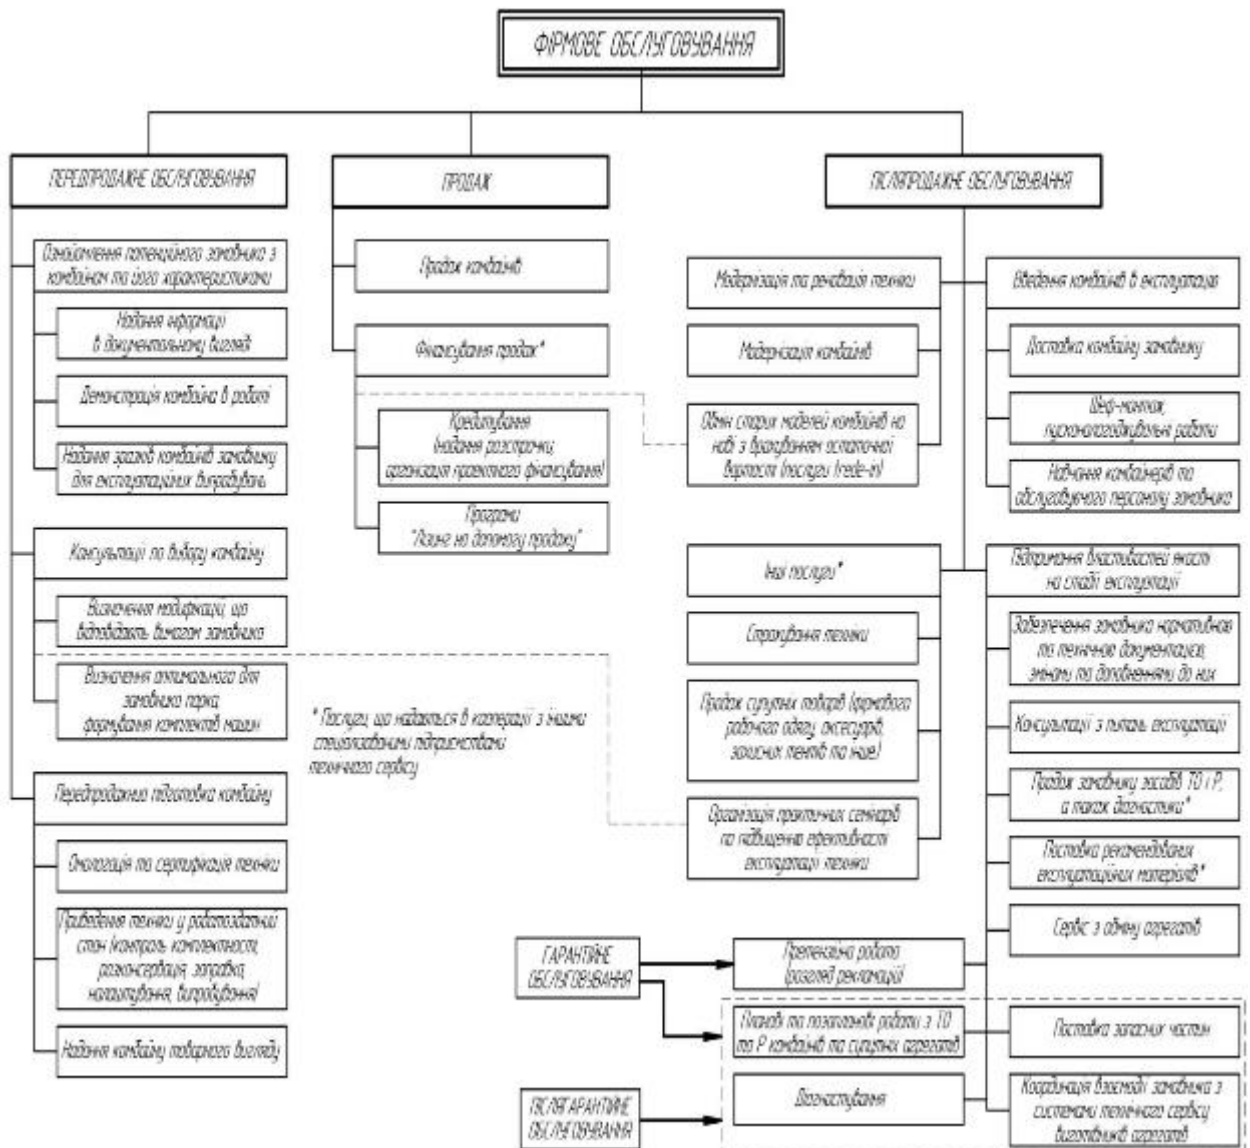 ФІРМОВЕ ОБСЛУГОВУВАННЯ
ПЕРЕДПРОДАЖНЕ ОБСЛУГОВУВАННЯ
Ознайомлення потенційного замовника з
комбайном та його характеристиками
Надання інформації
в документальному вигляді
Демонстрація комбайна в роботі
Надання зразків комбайнів замовнику
для експлуатаційних випробувань
Консультації по вибору комбайну
Визначення модифікацій, що
відповідають вимогам замовника
Визначення оптимального для
замовника парка,
формування комплектів машин
Передпродажна підготовка комбайну
Омологація та сертифікація техніки
Приведення техніки у работоздатний
стан (контроль комплектності,
розконсервація, заправка,
налаштування, випробування)
Надання комбайну товарного вигляду
ПРОДАЖ
Продаж комбайнів
Фінансування продаж*
Кредитування
(надання розстрочки,
організація проектного фінансування)
Програми
"Лізинг на допомогу продажу"
* Послуги, що надаються в кооперації з іншими
спеціалізованими підприємствами
технічного сервісу
ПІСЛЯПРОДАЖНЕ ОБСЛУГОВУВАННЯ
Модернізація та реновація техніки
Модернізація комбайнів
Обмін старих моделей комбайнів на
нові з врахуванням остаточної
вартості (послуги trede-in)
Інші послуги*
Страхування техніки
Продаж супутніх товарів (фірмового
робочого одягу, аксесуарів,
захисних тентів та інше)
Організація практичних семінарів
по підвищенню ефективності
експлуатації техніки
Введення комбайнів в експлуатацію
Доставка комбайну замовнику
Шеф-монтаж,
пусконалагоджувальні роботи
Навчання комбайнерів та
обслуговуючого персоналу замовника
Підтримання властивостей якості
на стадії експлуатації
Забезпечення замовника нормативною
та технічною документацією,
змінами та доповненнями до них
Консультації з питань експлуатації
Продаж замовнику засобів ТО і Р,
а також діагностики*
Поставка рекомендованих
експлуатаційних матеріалів*
Сервіс з обміну агрегатів
ГАРАНТІЙНЕ
ОБСЛУГОВУВАННЯ
Претензійна робота
(розгляд рекламацій)
Планові та позапланові роботи з ТО
та Р комбайнів та супутніх агрегатів
Поставка запасних частин
ПІСЛЯГАРАНТІЙНЕ
ОБСЛУГОВУВАННЯ
Діагностування
Координація взаємодії замовника з
системами технічного сервісу
виготівників агрегатів